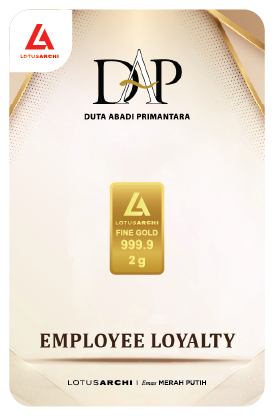 LOTUSARCHI
DAP
DUTA ABADI PRIMANTARA
LOTUSARCHI
FINE GOLD
999.9
2 g
EMPLOYEE LOYALTY
LOTUSARCHI | Emas MERAH PUTIH